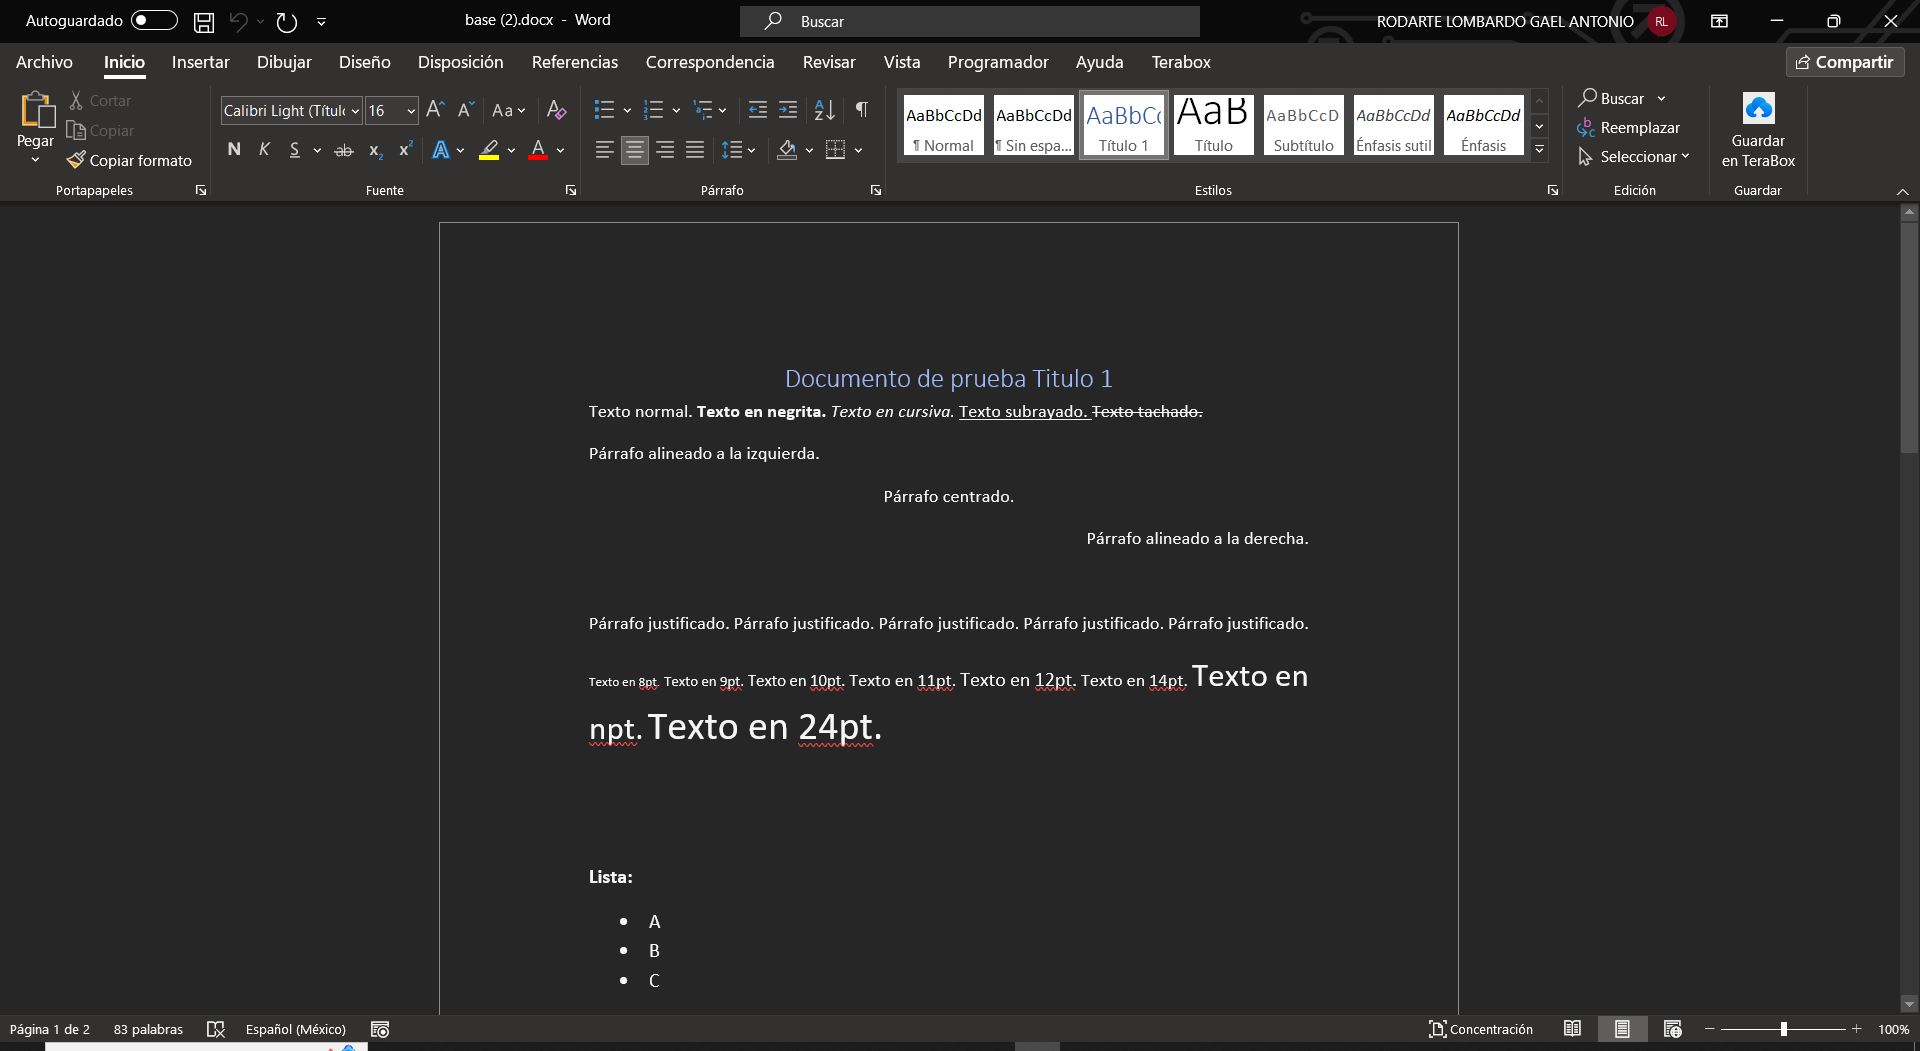 Autoguardado
base (2).docx - Word
Buscar
RODARTE LOMBARDO GAEL ANTONIO
RL
Archivo Inicio Insertar Dibujar Diseño Disposición Referencias Correspondencia Revisar Vista Programador Ayuda Terabox
Compartir
Pegar
Cortar
Copiar
Copiar formato
Portapapeles
Calibri Light (Títulc 16
Aa
N K S ab x₂ x² A A
Fuente
Párrafo
AaBbCcDd ¶ Normal
AaBbCcDd ¶ Sin espa...
AaBbCc Título 1
AaB Título
AaBbCcD Subtítulo
AaBbCcDd Énfasis sutil
AaBbCcDd Énfasis
Estilos
Buscar
Reemplazar
Seleccionar
Edición
Guardar
en TeraBox
Guardar
Documento de prueba Titulo 1
Texto normal. Texto en negrita. Texto en cursiva. Texto subrayado. Texto tachado.
Párrafo alineado a la izquierda.
Párrafo centrado.
Párrafo alineado a la derecha.
Párrafo justificado. Párrafo justificado. Párrafo justificado. Párrafo justificado. Párrafo justificado.
Texto en 8pt. Texto en 9pt. Texto en 10pt. Texto en 11pt. Texto en 12pt. Texto en 14pt. Texto en
npt. Texto en 24pt.
Lista:
• A
• B
• C
Página 1 de 2
83 palabras
Español (México)
Concentración
100%